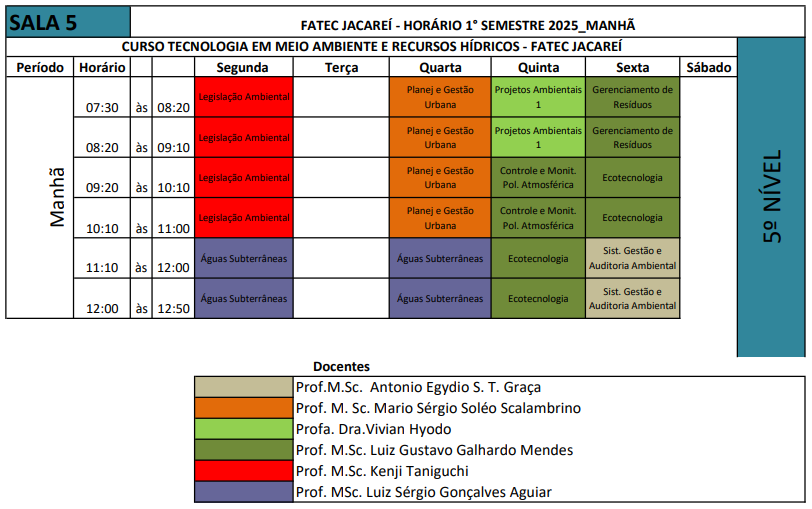 SALA 5
FATEC JACAREÍ - HORÁRIO 1° SEMESTRE 2025_MANHÃ
CURSO TECNOLOGIA EM MEIO AMBIENTE E RECURSOS HÍDRICOS - FATEC JACAREÍ
Período Horário Segunda Terça Quarta Quinta Sexta Sábado
Manhã
07:30 às 08:20 Legislação Ambiental Planej e Gestão Urbana Projetos Ambientais 1 Gerenciamento de Resíduos
08:20 às 09:10 Legislação Ambiental Planej e Gestão Urbana Projetos Ambientais 1 Gerenciamento de Resíduos
09:20 às 10:10 Legislação Ambiental Planej e Gestão Urbana Controle e Monit. Pol. Atmosférica Ecotecnologia
10:10 às 11:00 Legislação Ambiental Planej e Gestão Urbana Controle e Monit. Pol. Atmosférica Ecotecnologia
11:10 às 12:00 Águas Subterrâneas Águas Subterrâneas Ecotecnologia Sist. Gestão e Auditoria Ambiental
12:00 às 12:50 Águas Subterrâneas Águas Subterrâneas Ecotecnologia Sist. Gestão e Auditoria Ambiental
5º NÍVEL
Docentes
Prof.M.Sc. Antonio Egydio S. T. Graça
Prof. M. Sc. Mario Sérgio Soléo Scalambrino
Profa. Dra.Vivian Hyodo
Prof. M.Sc. Luiz Gustavo Galhardo Mendes
Prof. M.Sc. Kenji Taniguchi
Prof. MSc. Luiz Sérgio Gonçalves Aguiar